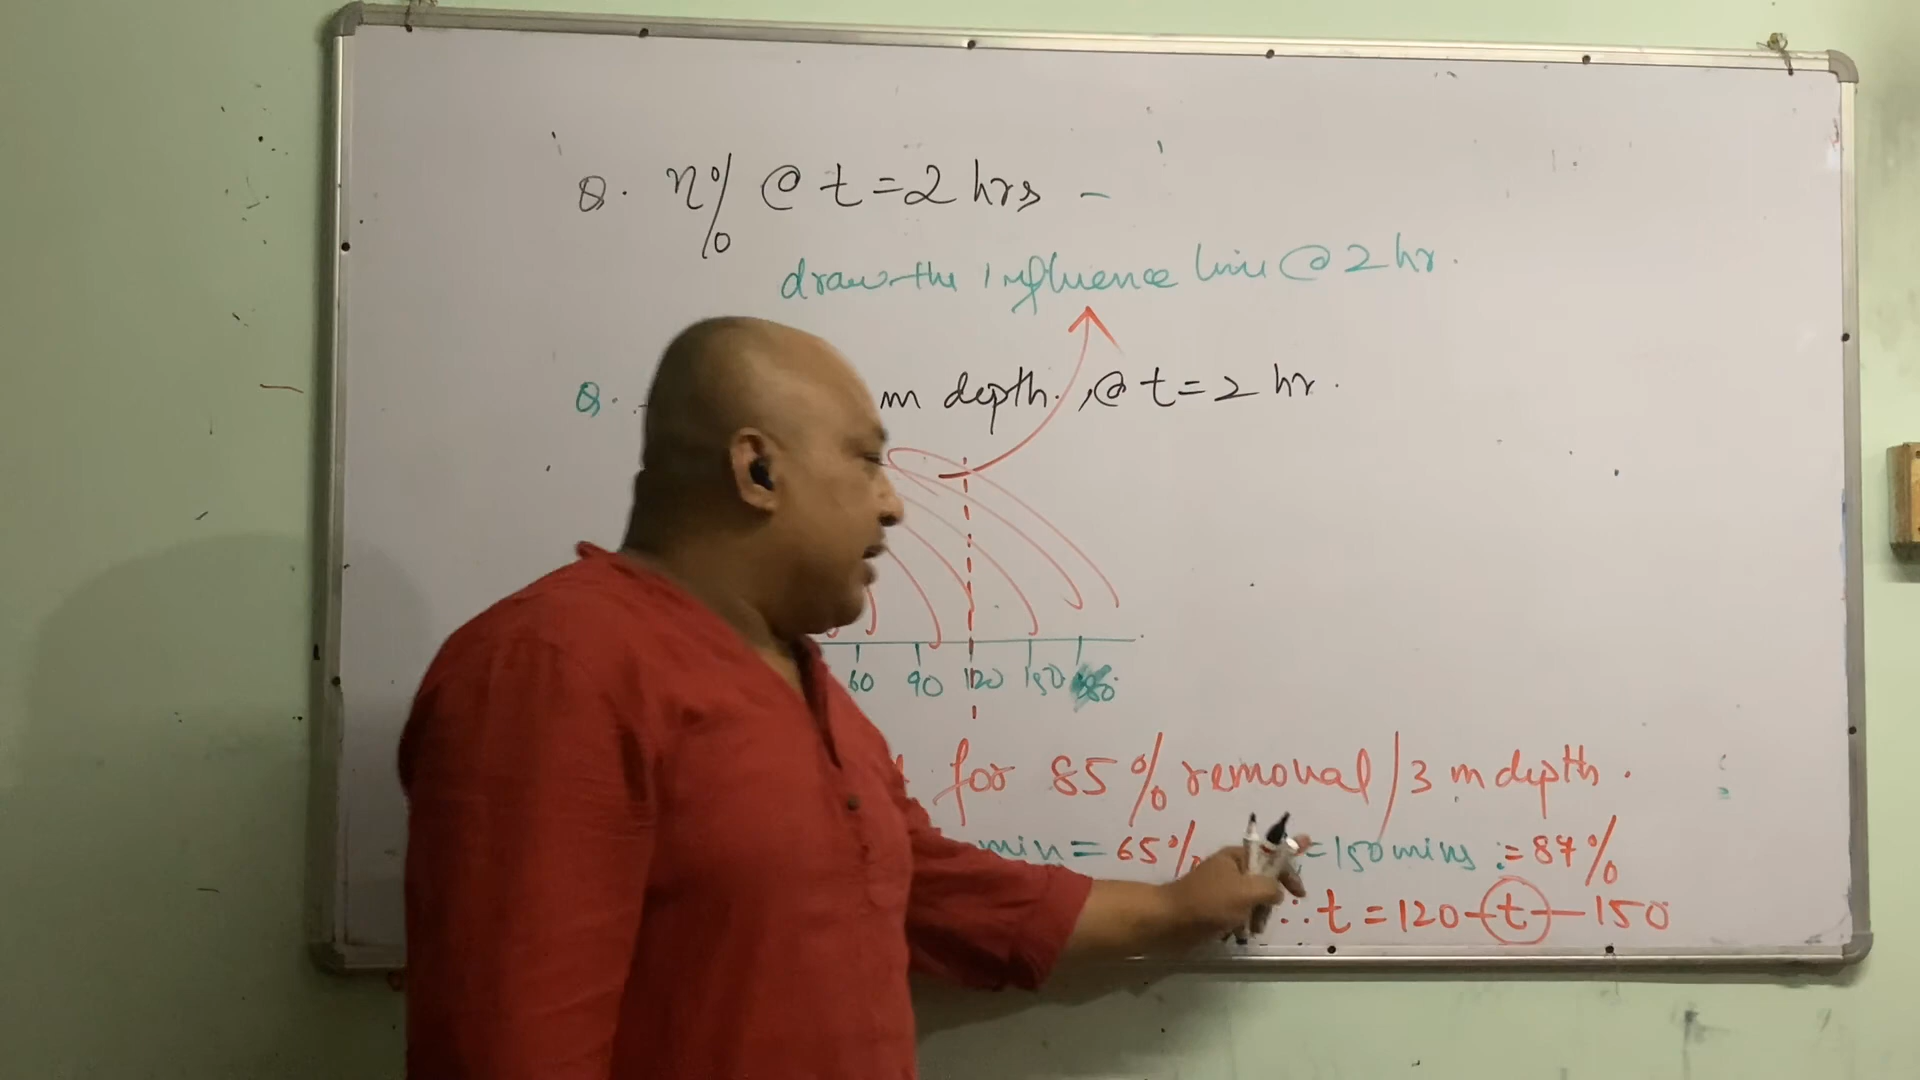 Q. η% @ t = 2 hrs –
draw the influence line @ 2 hr.
Q. m depth. , @ t = 2 hr.
60 90 120 150
for 85% removal / 3 m depth.
min = 65% = 150 mins := 87%
∴ t = 120 – t – 150